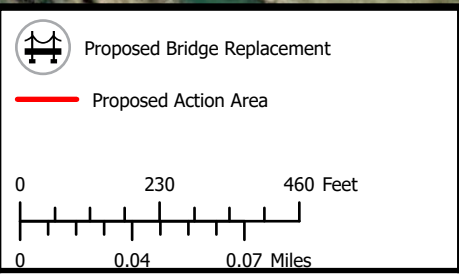 Proposed Bridge Replacement
Proposed Action Area
0 230 460 Feet
0 0.04 0.07 Miles